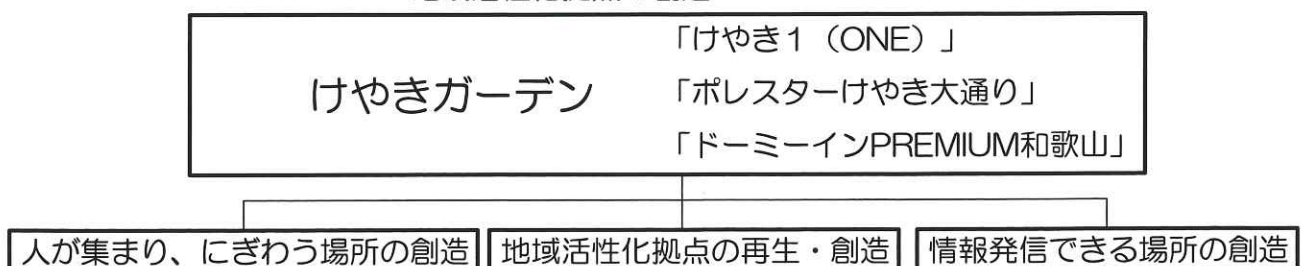 けやきガーデン
「けやき1（ONE）」
「ポレスターけやき大通り」
「ドーミーインPREMIUM和歌山」
人が集まり、にぎわう場所の創造
地域活性化拠点の再生・創造
情報発信できる場所の創造